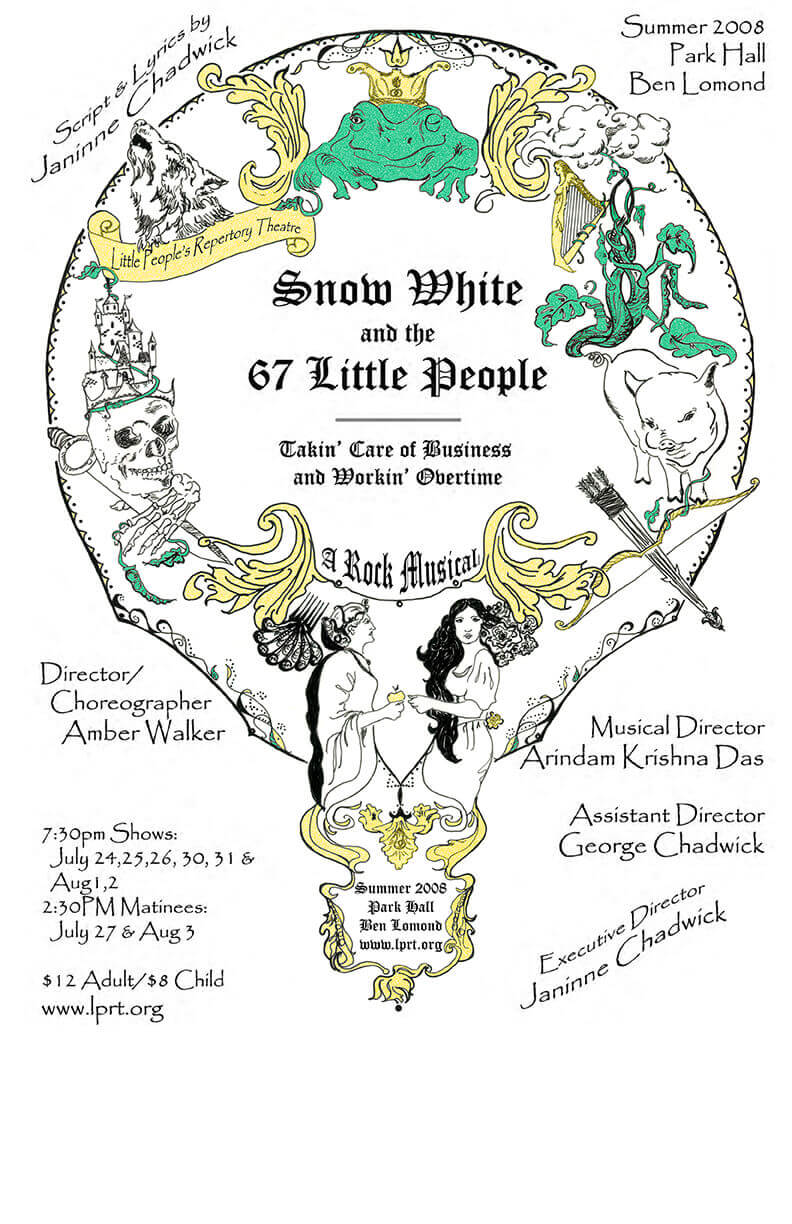 Script & Lyrics by
Janinne Chadwick
Summer 2008
Park Hall
Ben Lomond
Little People's Repertory Theatre
Snow White
and the
67 Little People
Takin' Care of Business
and Workin' Overtime
A Rock Musical
Director/
Choreographer
Amber Walker
Musical Director
Arindam Krishna Das
Assistant Director
George Chadwick
7:30pm Shows:
July 24,25,26, 30, 31 &
Aug1,2
2:30PM Matinees:
July 27 & Aug 3
$12 Adult/$8 Child
www.lprt.org
Summer 2008
Park Hall
Ben Lomond
www.lprt.org
Executive Director
Janinne Chadwick